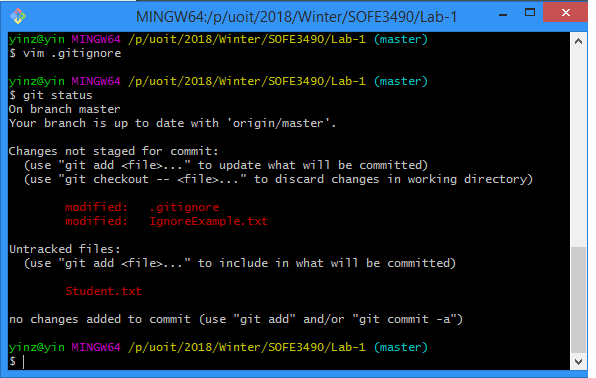 MINGW64:/p/uoit/2018/Winter/SOFE3490/Lab-1
yinz@yin MINGW64 /p/uoit/2018/Winter/SOFE3490/Lab-1 (master)
$ vim .gitignore
yinz@yin MINGW64 /p/uoit/2018/Winter/SOFE3490/Lab-1 (master)
$ git status
On branch master
Your branch is up to date with 'origin/master'.
Changes not staged for commit:
(use "git add <file>..." to update what will be committed)
(use "git checkout -- <file>..." to discard changes in working directory)
modified: .gitignore
modified: IgnoreExample.txt
Untracked files:
(use "git add <file>..." to include in what will be committed)
Student.txt
no changes added to commit (use "git add" and/or "git commit -a")
yinz@yin MINGW64 /p/uoit/2018/Winter/SOFE3490/Lab-1 (master)
$